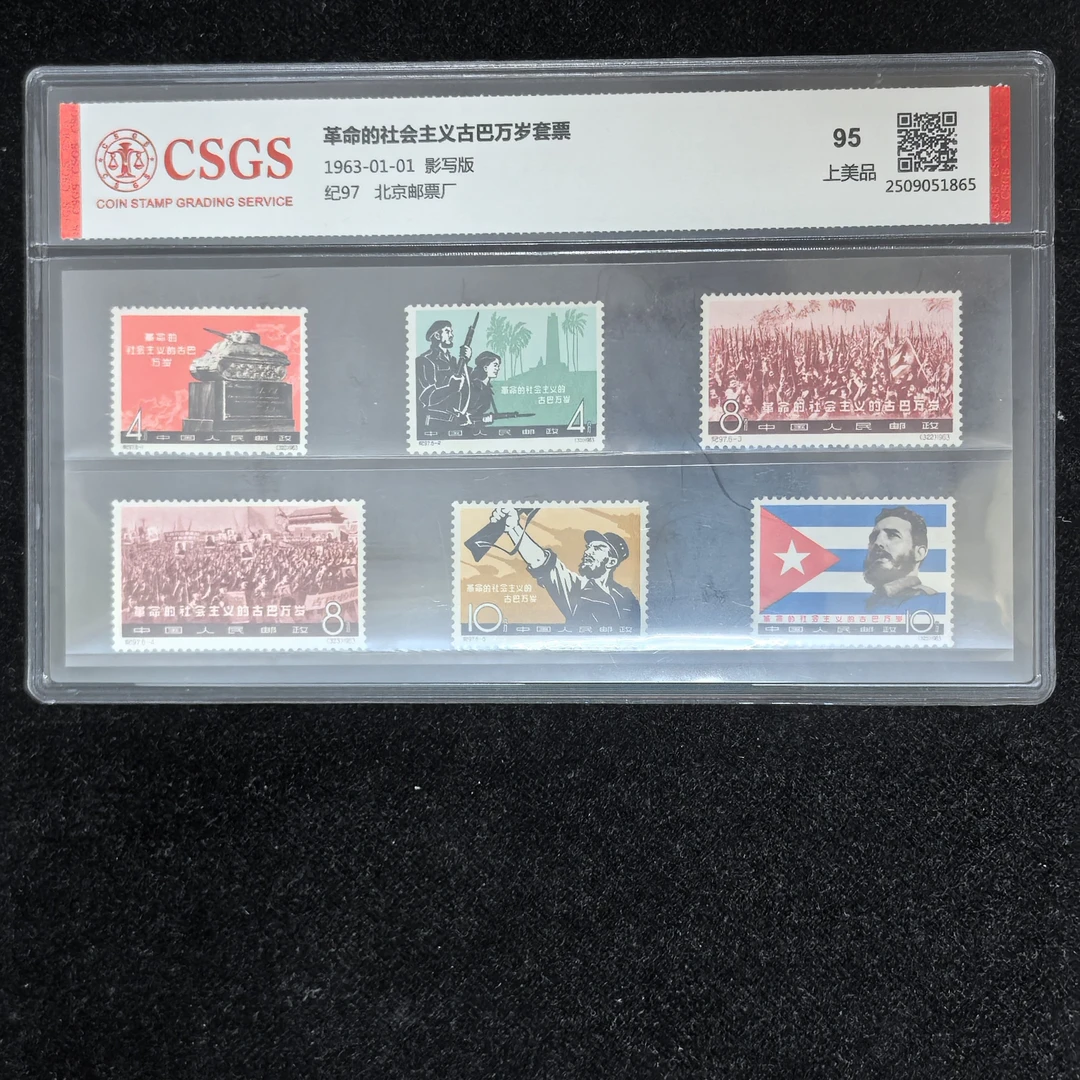 CSGS
COIN STAMP GRADING SERVICE
革命的社会主义古巴万岁套票
1963-01-01 影写版
纪97 北京邮票厂
95
上美品
2509051865
革命的
社会主义的古巴
万岁
4
中国人民邮政
革命的社会主义的
古巴万岁
4
中国人民邮政
革命的社会主义的古巴万岁
8
中国人民邮政
革命的社会主义的古巴万岁
8
中国人民邮政
革命的社会主义的
古巴万岁
10
中国人民邮政
革命的社会主义的古巴万岁
10
中国人民邮政